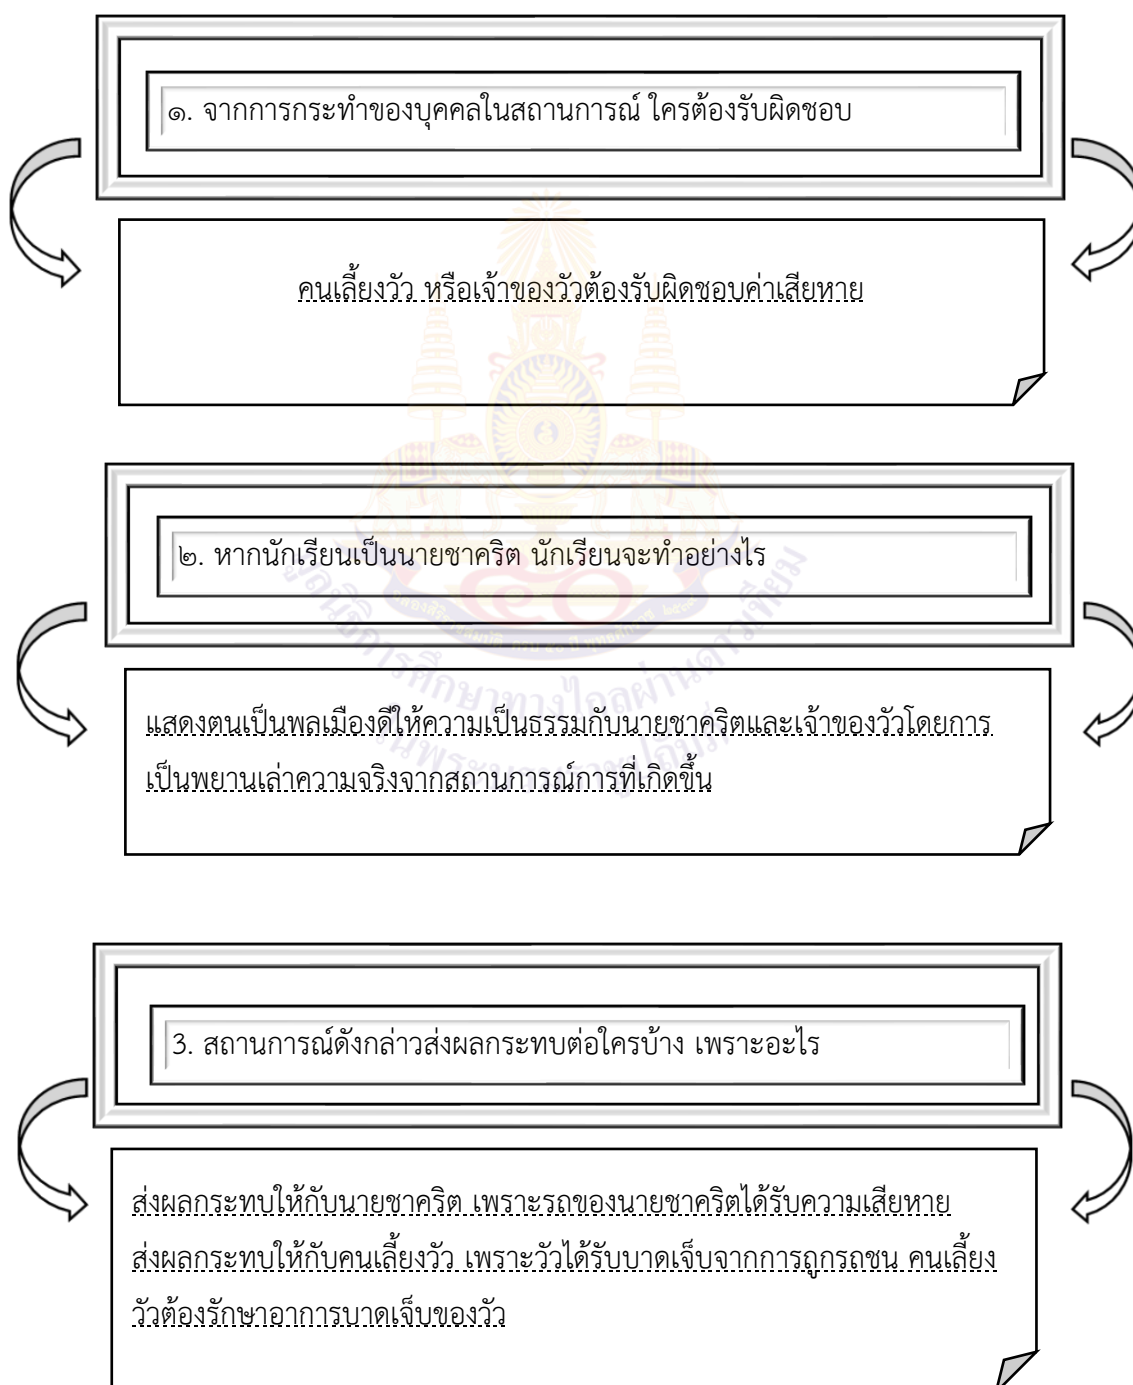 ๑. จากการกระทำของบุคคลในสถานการณ์ ใครต้องรับผิดชอบ
คนเลี้ยงวัว หรือเจ้าของวัวต้องรับผิดชอบค่าเสียหาย
๒. หากนักเรียนเป็นนายชาคริต นักเรียนจะทำอย่างไร
แสดงตนเป็นพลเมืองดีให้ความเป็นธรรมกับนายชาคริตและเจ้าของวัวโดยการ
เป็นพยานเล่าความจริงจากสถานการณ์การที่เกิดขึ้น
3. สถานการณ์ดังกล่าวส่งผลกระทบต่อใครบ้าง เพราะอะไร
ส่งผลกระทบให้กับนายชาคริต เพราะรถของนายชาคริตได้รับความเสียหาย
ส่งผลกระทบให้กับคนเลี้ยงวัว เพราะวัวได้รับบาดเจ็บจากการถูกรถชน คนเลี้ยง
วัวต้องรักษาอาการบาดเจ็บของวัว